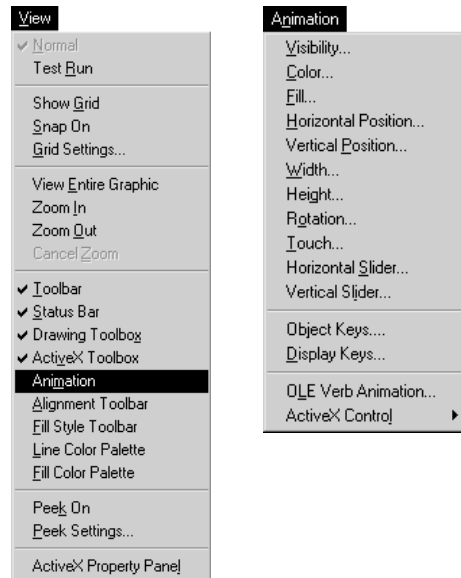 View
Normal
Test Run
Show Grid
Snap On
Grid Settings...
View Entire Graphic
Zoom In
Zoom Out
Cancel Zoom
Toolbar
Status Bar
Drawing Toolbox
ActiveX Toolbox
Animation
Alignment Toolbar
Fill Style Toolbar
Line Color Palette
Fill Color Palette
Peek On
Peek Settings...
ActiveX Property Panel
Animation
Visibility...
Color...
Fill...
Horizontal Position...
Vertical Position...
Width...
Height...
Rotation...
Touch...
Horizontal Slider...
Vertical Slider...
Object Keys....
Display Keys...
OLE Verb Animation...
ActiveX Control